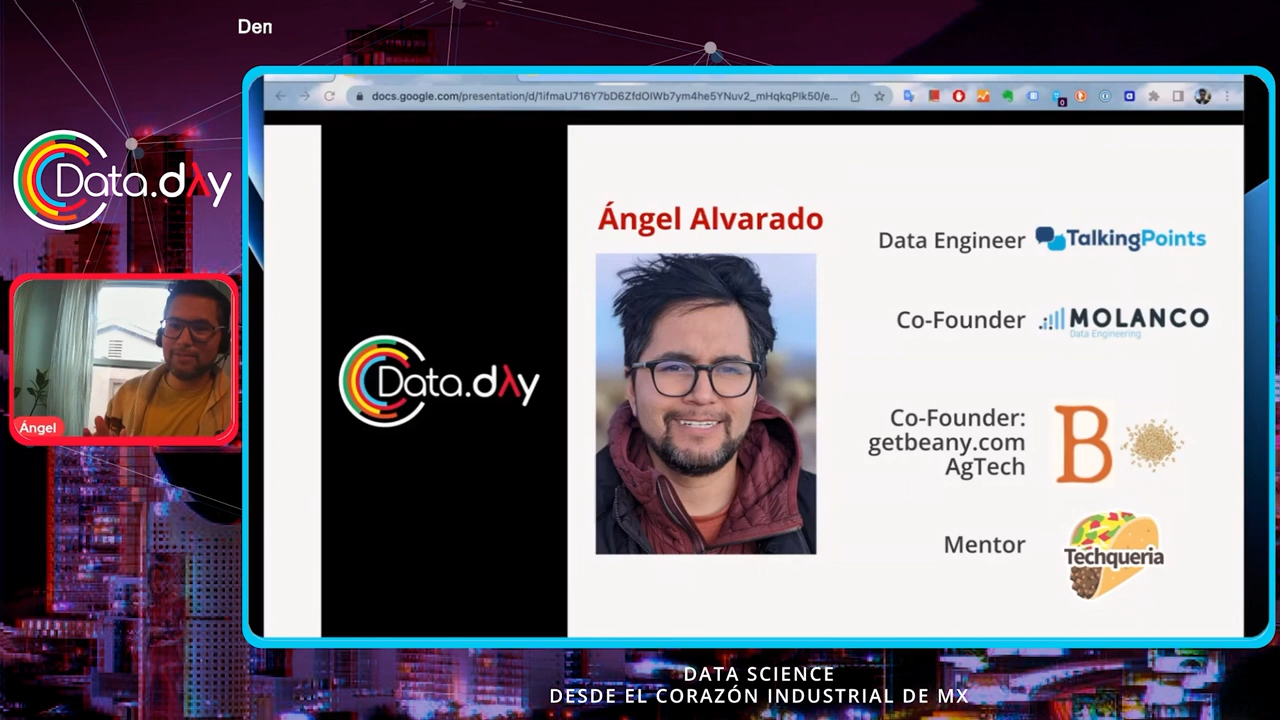 Den
Data.dλy
docs.google.com/presentation/d/1ifmaU716Y7bD6ZfdOIWb7ym4he5YNuv2_mHqkqPlk50/e...
Ángel
Data.dλy
Ángel Alvarado
Data Engineer
TalkingPoints
Co-Founder
MOLANCO
Data Engineering
Co-Founder:
getbeany.com
AgTech
B
Mentor
Techqueria
DATA SCIENCE
DESDE EL CORAZÓN INDUSTRIAL DE MX